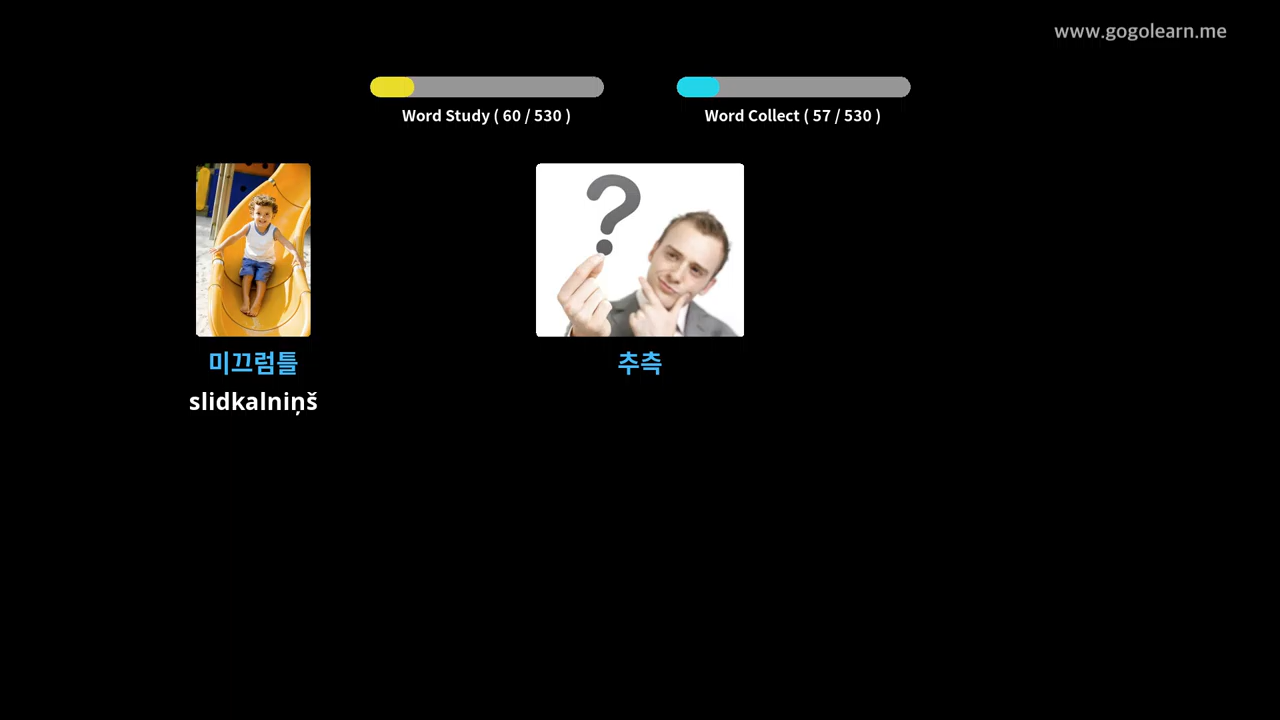 www.gogolearn.me
Word Study ( 60 / 530 )
Word Collect ( 57 / 530 )
미끄럼틀
추측
slidkalniņš